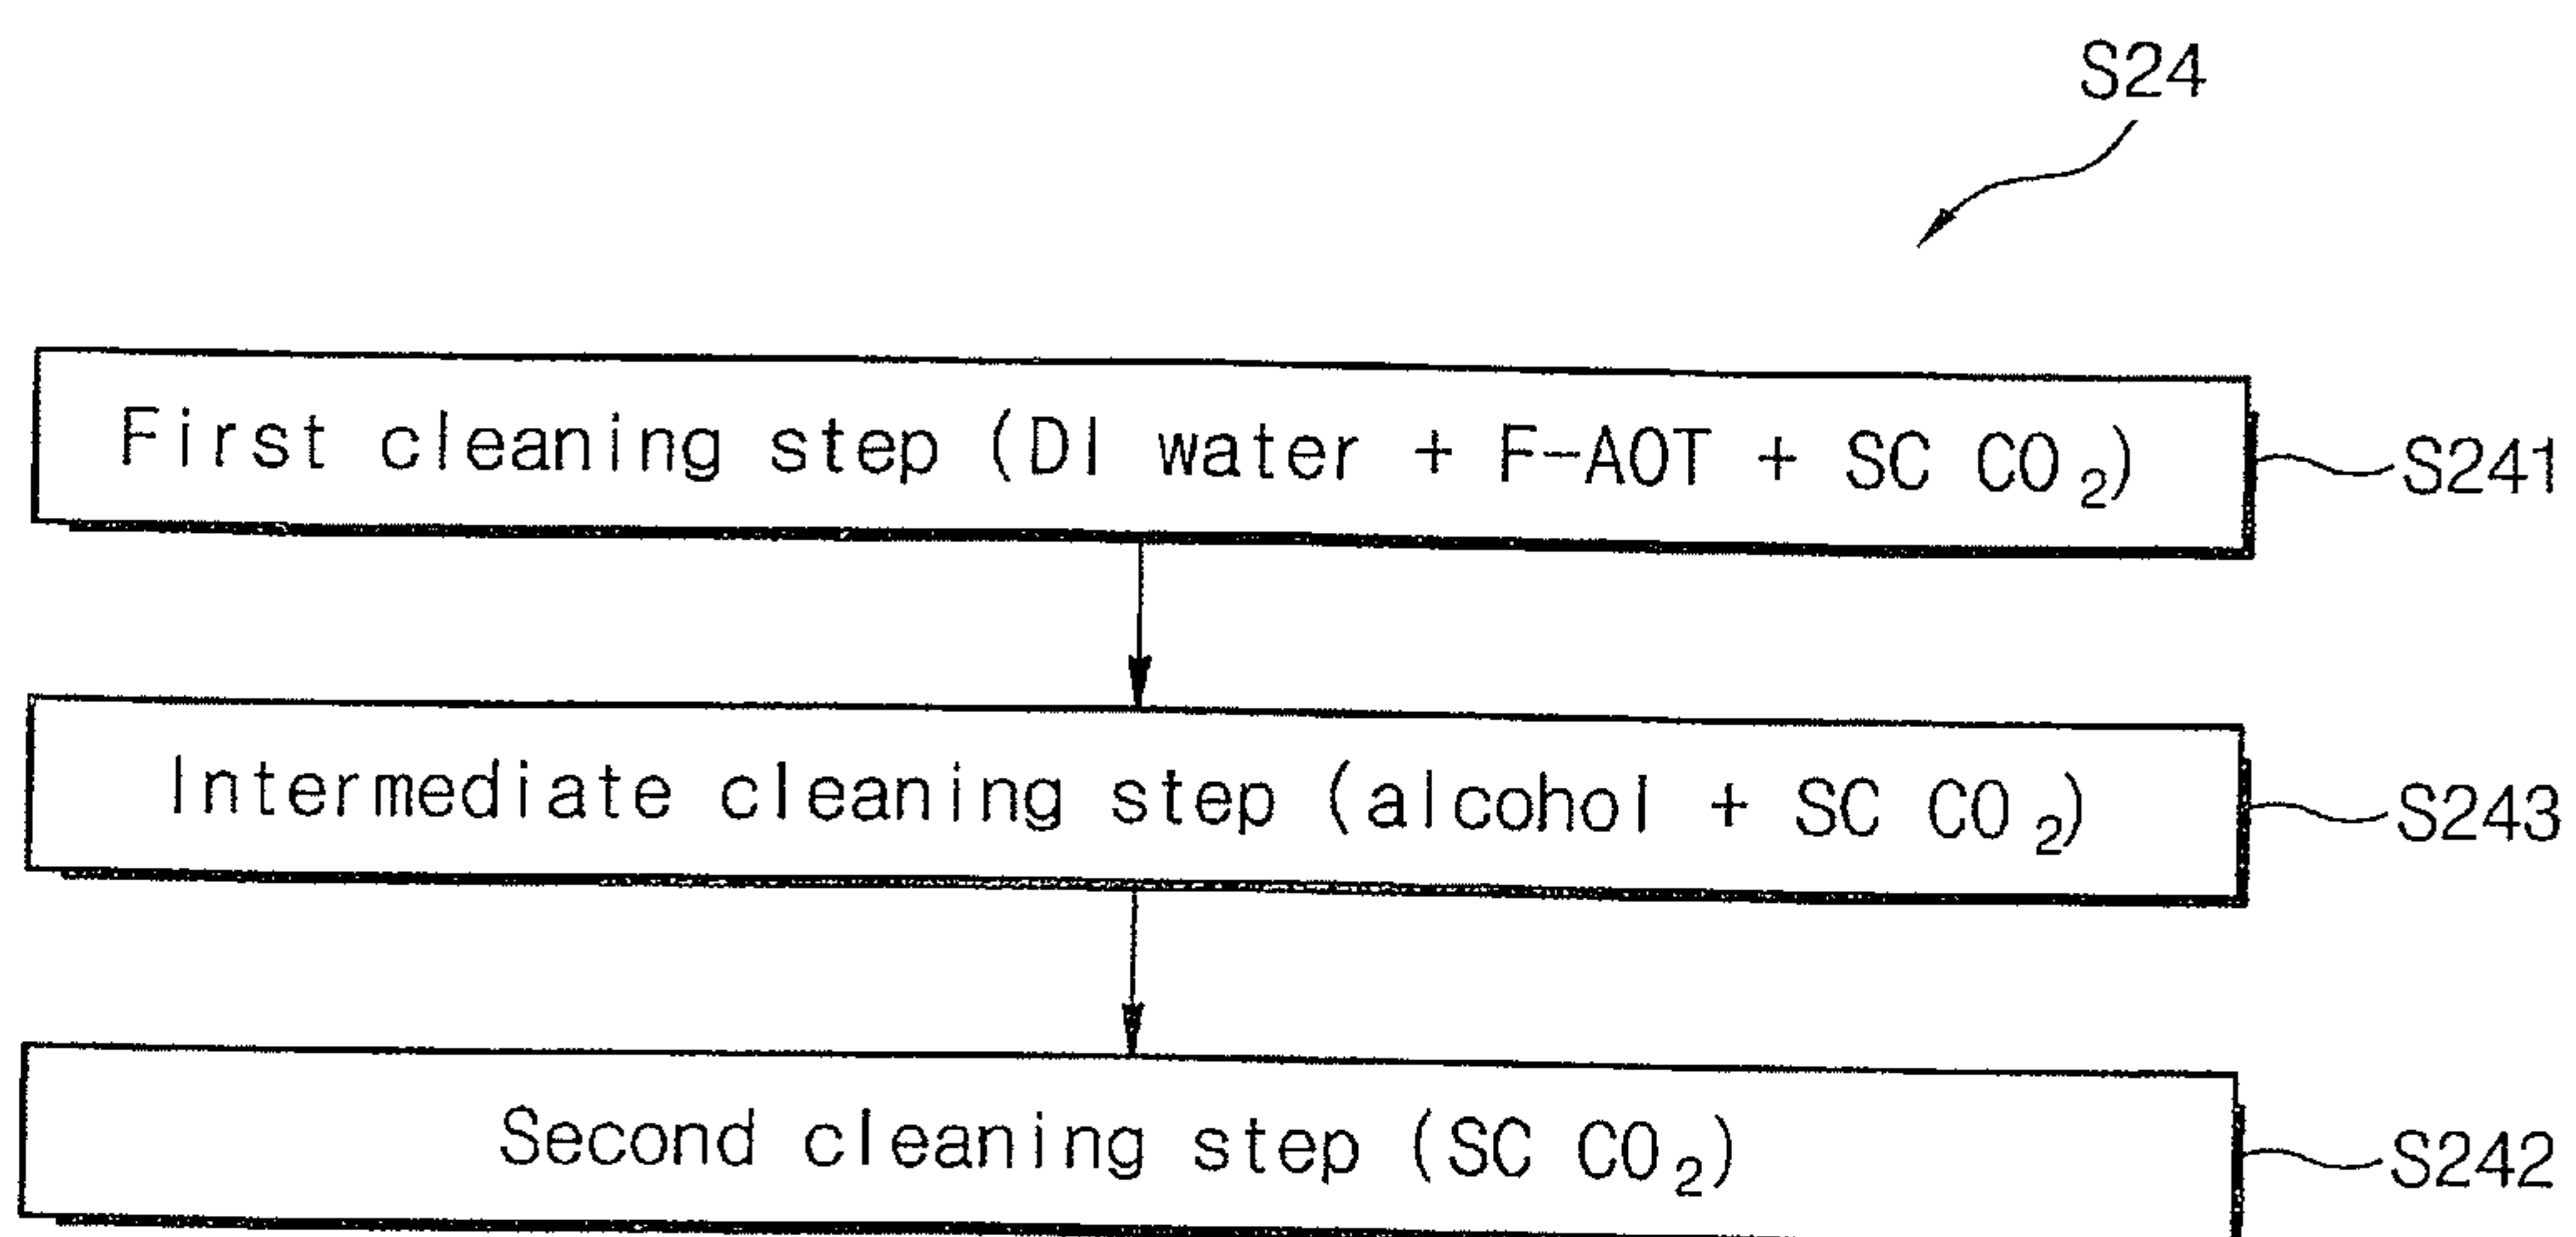 S24
First cleaning step (DI water + F-AOT + SC CO₂) S241
Intermediate cleaning step (alcohol + SC CO₂) S243
Second cleaning step (SC CO₂) S242